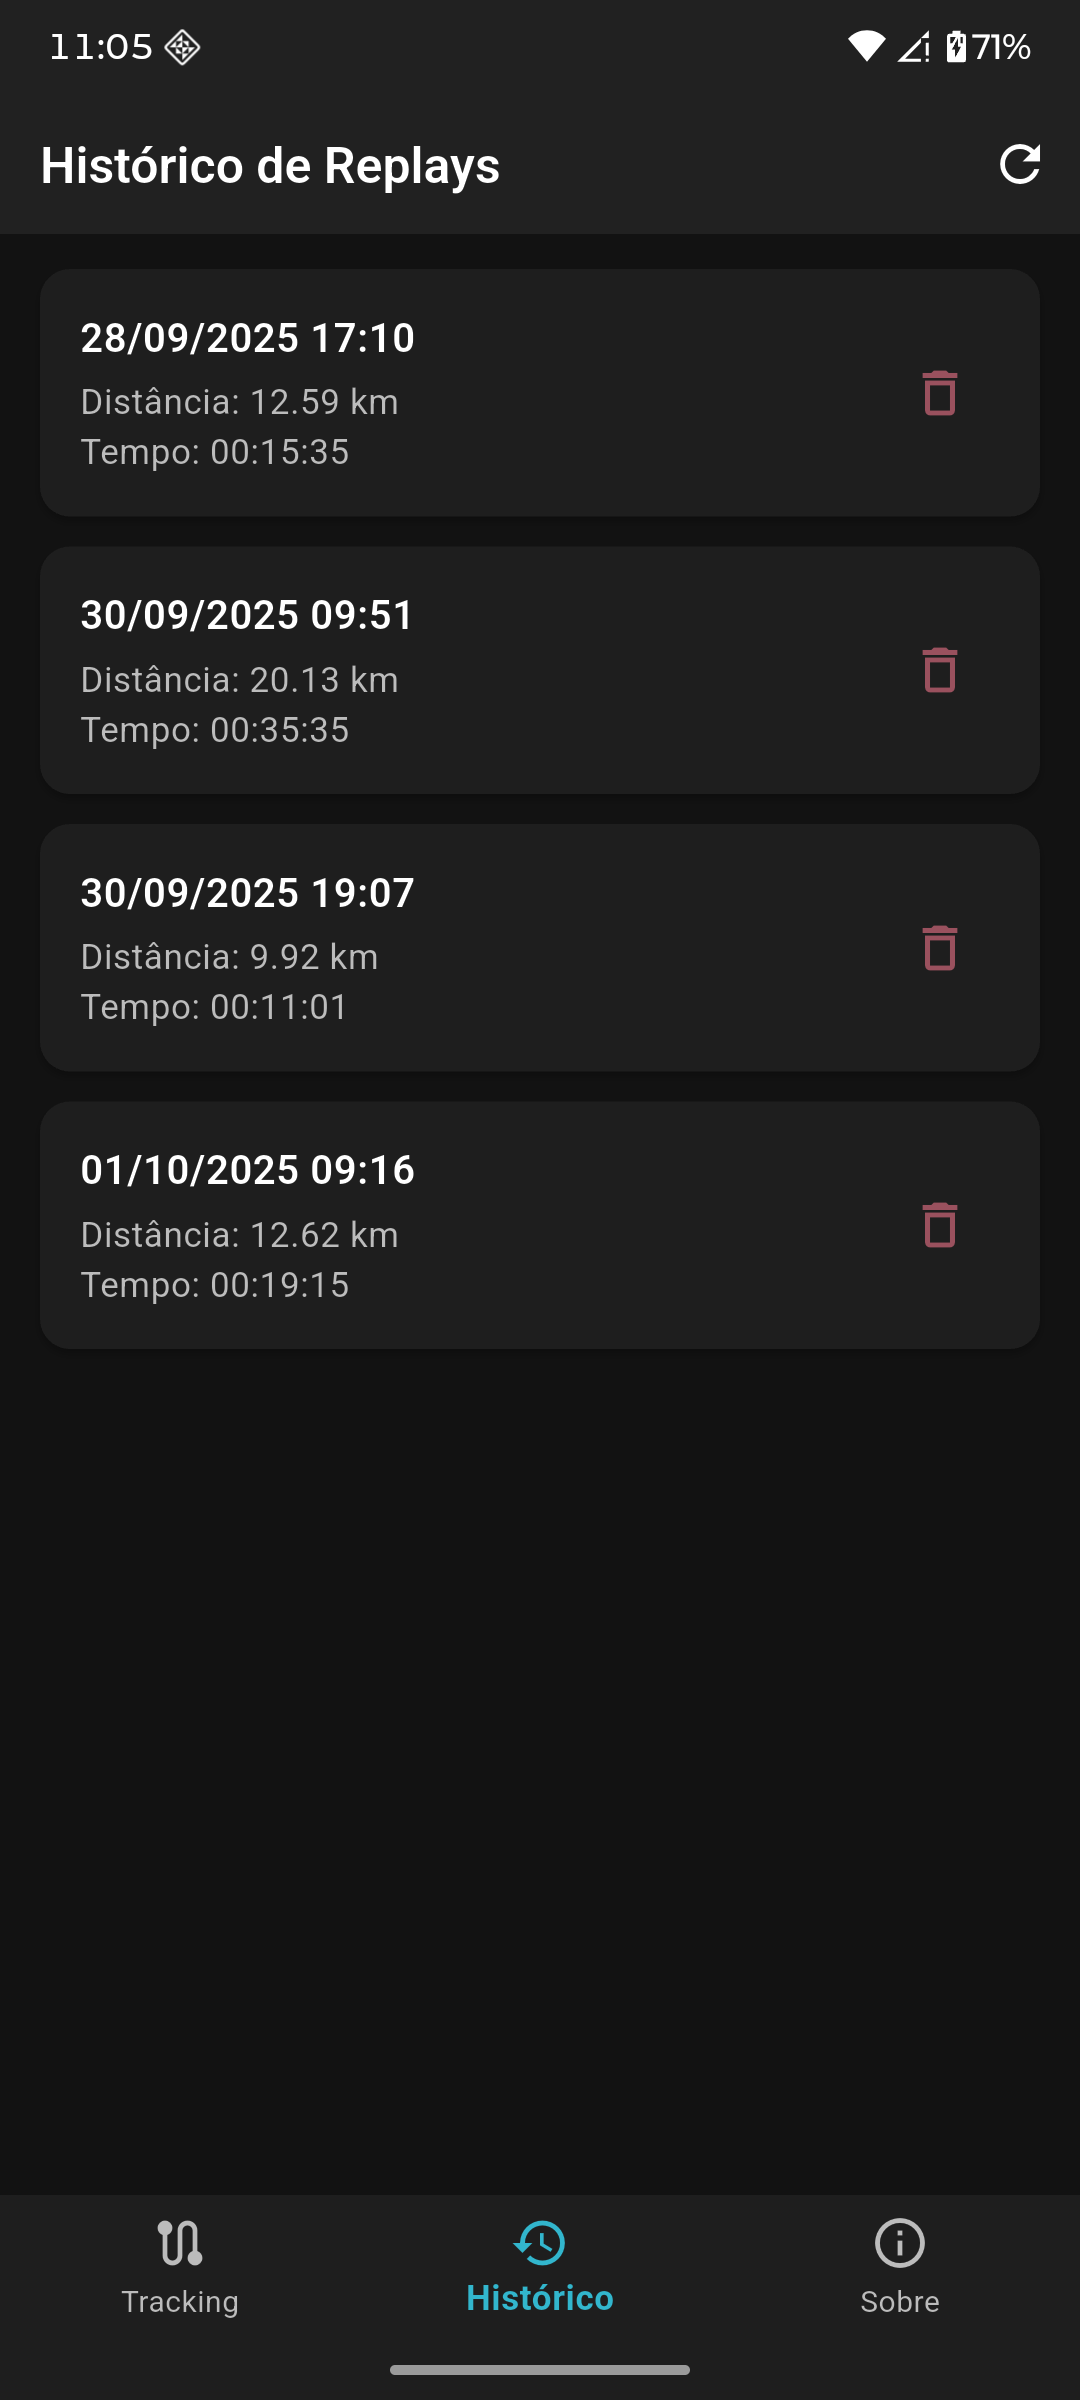 11:05
71%
Histórico de Replays
28/09/2025 17:10
Distância: 12.59 km
Tempo: 00:15:35
30/09/2025 09:51
Distância: 20.13 km
Tempo: 00:35:35
30/09/2025 19:07
Distância: 9.92 km
Tempo: 00:11:01
01/10/2025 09:16
Distância: 12.62 km
Tempo: 00:19:15
Tracking
Histórico
Sobre